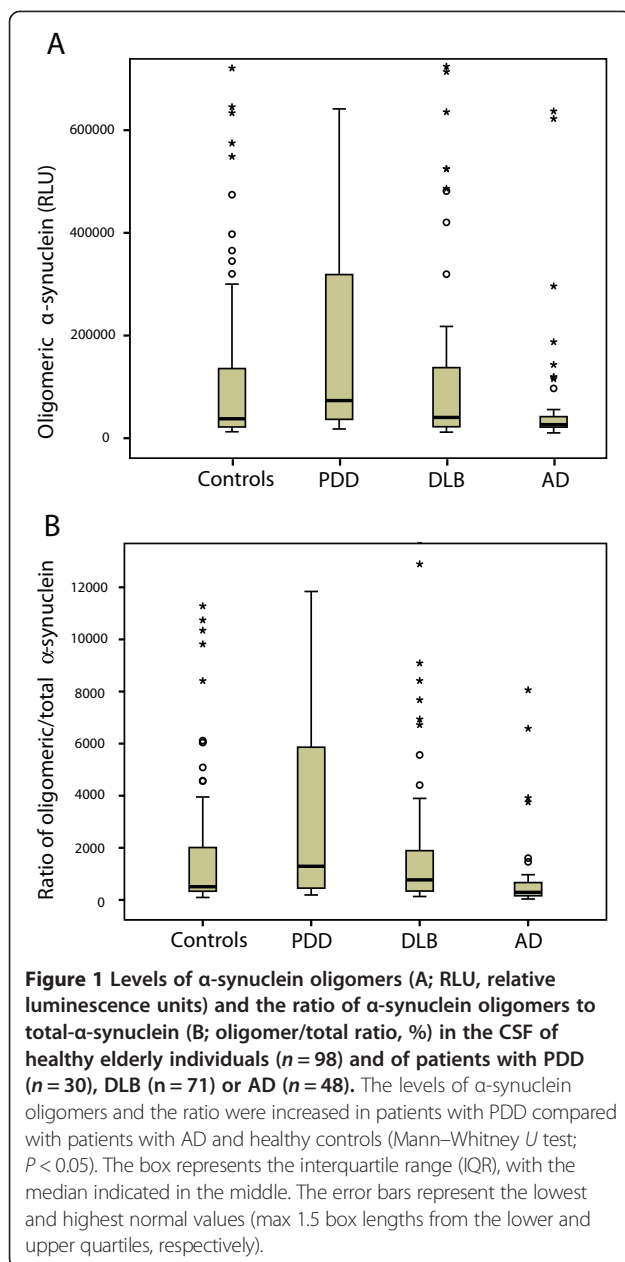 A
Oligomeric α-synuclein (RLU)
600000
400000
200000
0
Controls PDD DLB AD
B
Ratio of oligomeric/total α-synuclein
12000
10000
8000
6000
4000
2000
0
Controls PDD DLB AD
Figure 1 Levels of α-synuclein oligomers (A; RLU, relative
luminescence units) and the ratio of α-synuclein oligomers to
total-α-synuclein (B; oligomer/total ratio, %) in the CSF of
healthy elderly individuals (n = 98) and of patients with PDD
(n = 30), DLB (n = 71) or AD (n = 48). The levels of α-synuclein
oligomers and the ratio were increased in patients with PDD compared
with patients with AD and healthy controls (Mann–Whitney U test;
P < 0.05). The box represents the interquartile range (IQR), with the
median indicated in the middle. The error bars represent the lowest
and highest normal values (max 1.5 box lengths from the lower and
upper quartiles, respectively).